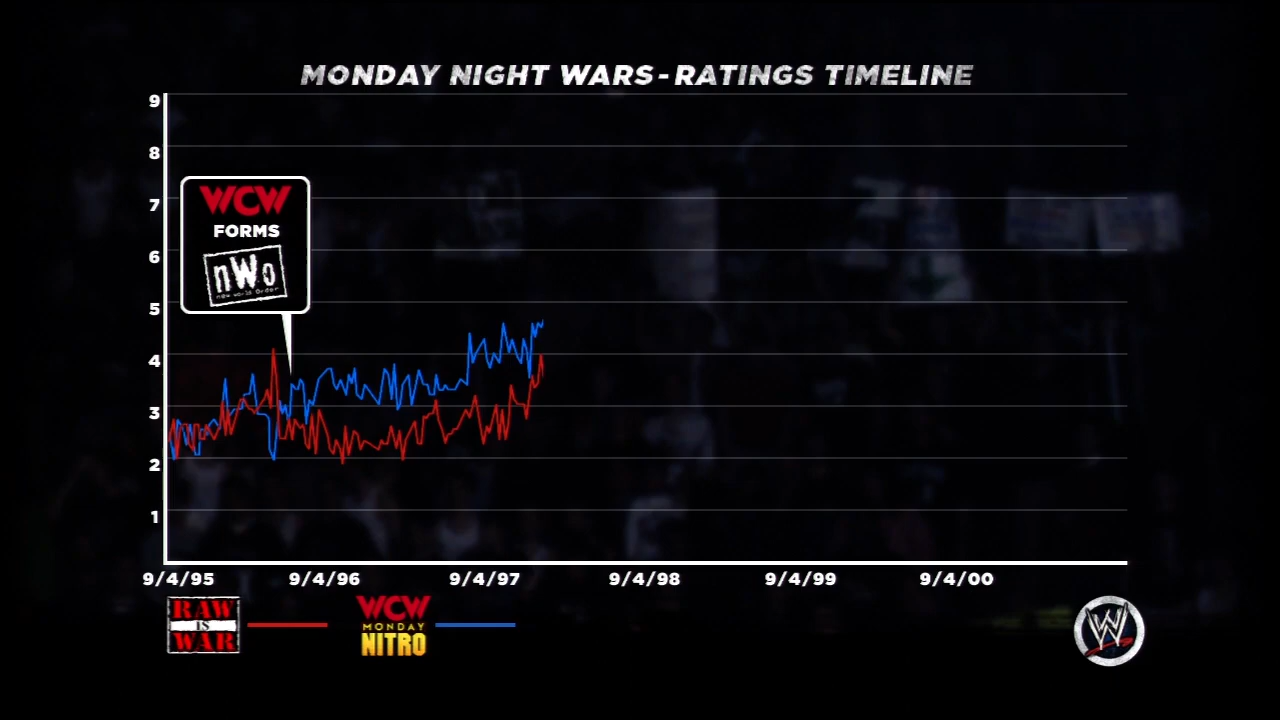 MONDAY NIGHT WARS-RATINGS TIMELINE
9
8
7
6
5
4
3
2
1
WCW
FORMS
nWo
new world Order
9/4/95 9/4/96 9/4/97 9/4/98 9/4/99 9/4/00
RAW
IS
WAR
WCW
MONDAY
NITRO
W